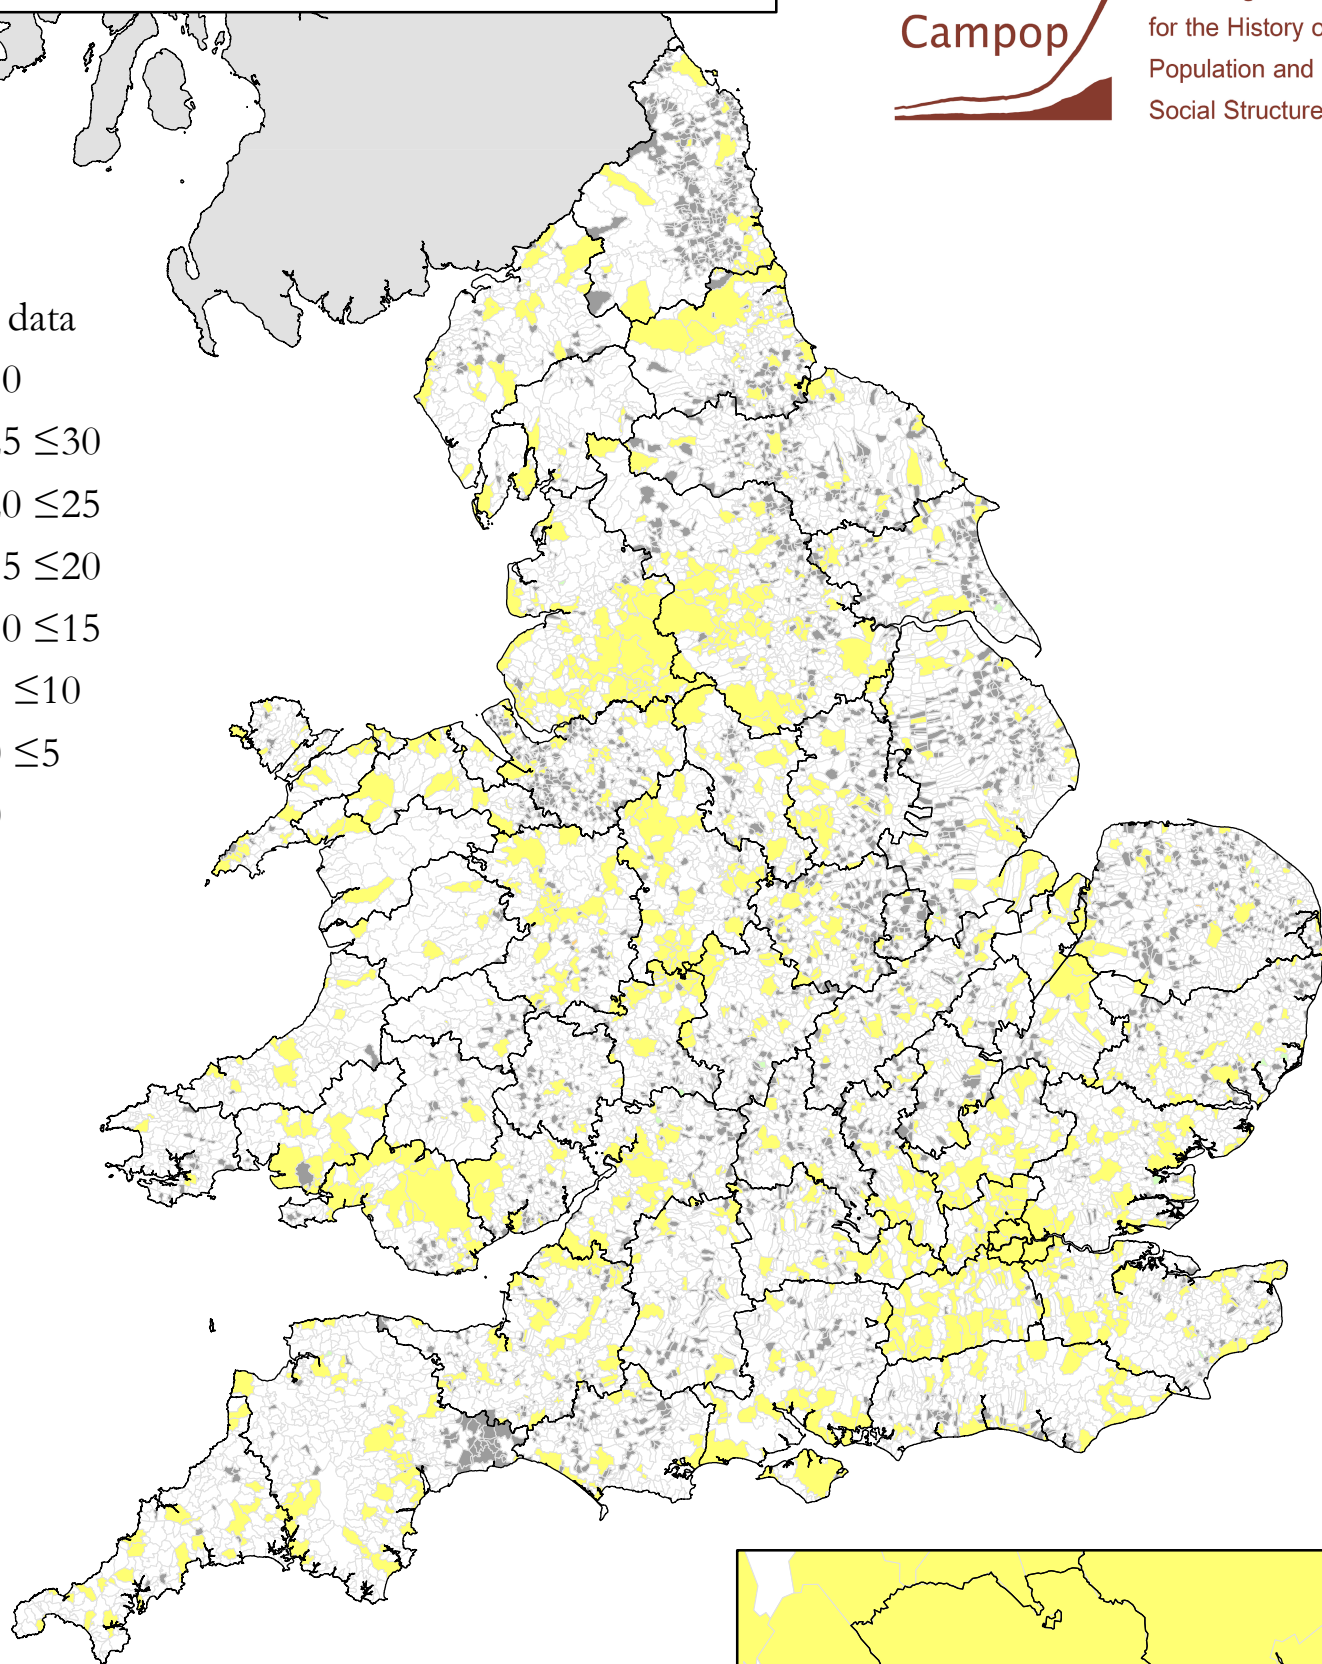 Campop
for the History o
Population and
Social Structure
data
0
5 ≤30
0 ≤25
5 ≤20
0 ≤15
≤10
≤5